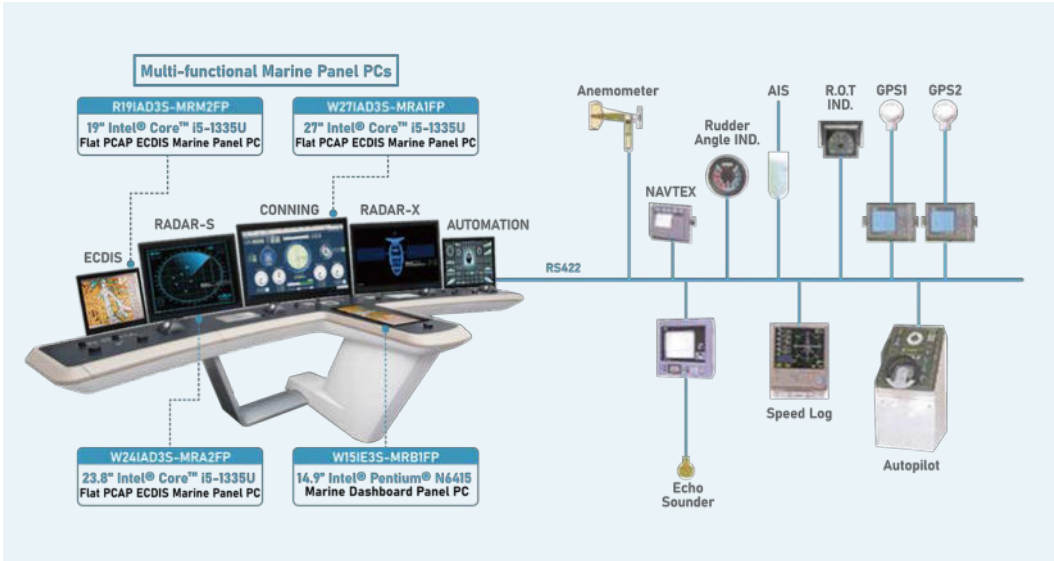 Multi-functional Marine Panel PCs
R19IAD3S-MRM2FP
19" Intel® Core™ i5-1335U
Flat PCAP ECDIS Marine Panel PC
W27IAD3S-MRA1FP
27" Intel® Core™ i5-1335U
Flat PCAP ECDIS Marine Panel PC
ECDIS
RADAR-S
CONNING
RADAR-X
AUTOMATION
W24IAD3S-MRA2FP
23.8" Intel® Core™ i5-1335U
Flat PCAP ECDIS Marine Panel PC
W15IE3S-MRB1FP
14.9" Intel® Pentium® N6415
Marine Dashboard Panel PC
RS422
Anemometer
NAVTEX
Rudder
Angle IND.
AIS
R.O.T
IND.
GPS1
GPS2
Echo
Sounder
Speed Log
Autopilot